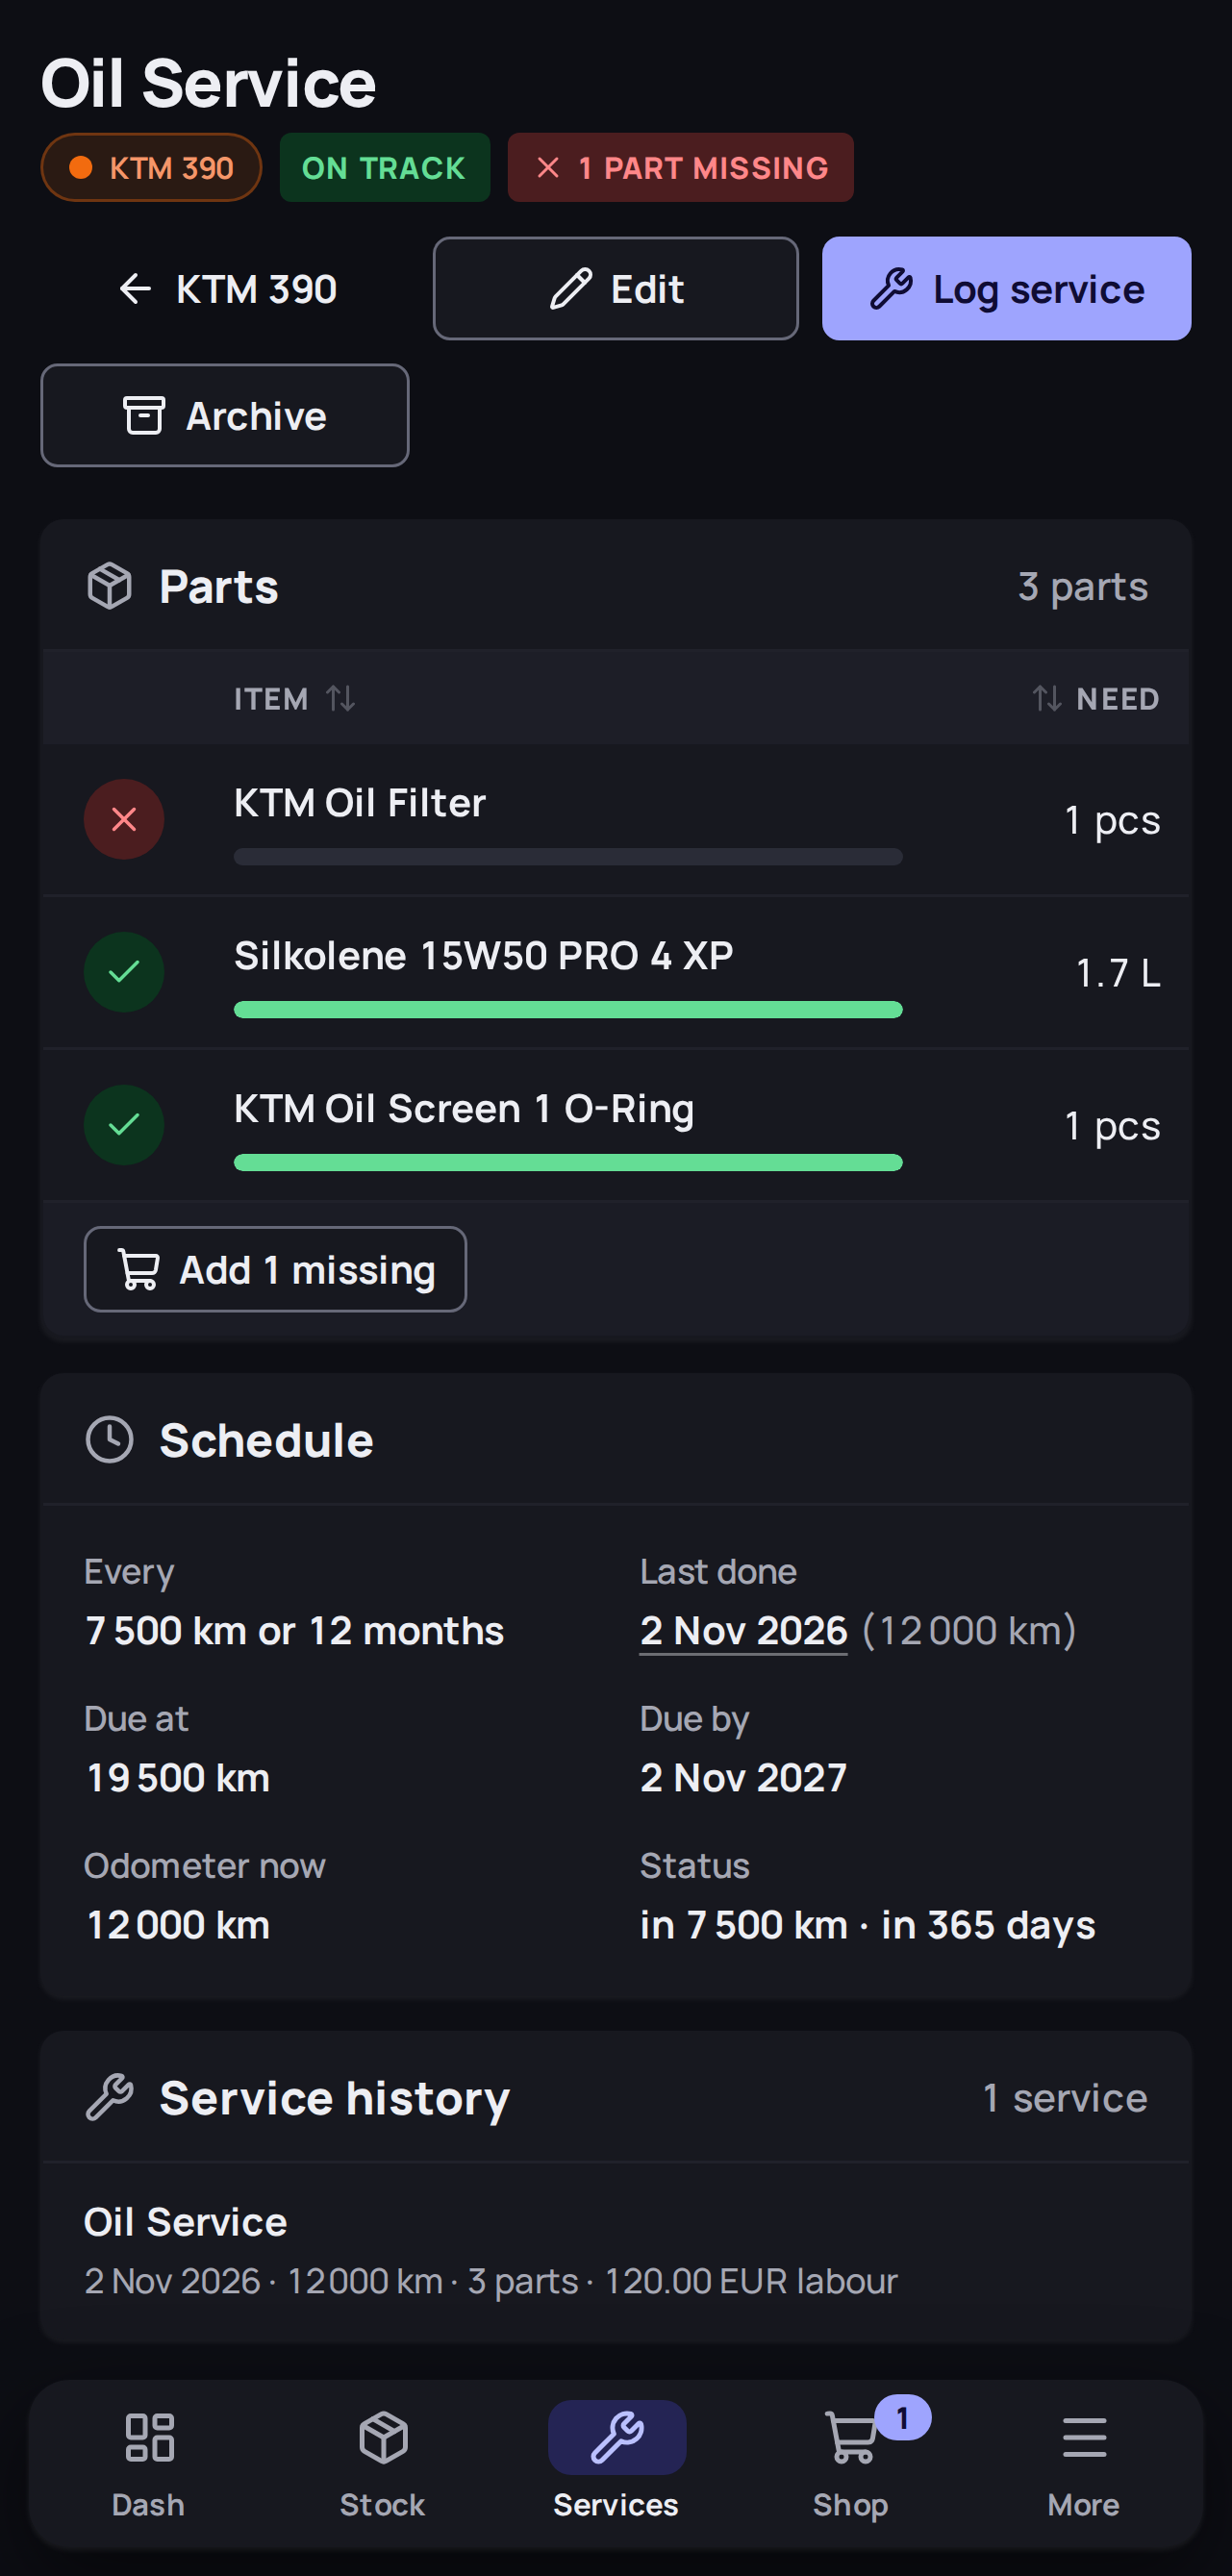 Oil Service
KTM 390 ON TRACK 1 PART MISSING
KTM 390 Edit Log service
Archive
Parts 3 parts
ITEM NEED
KTM Oil Filter 1 pcs
Silkolene 15W50 PRO 4 XP 1.7 L
KTM Oil Screen 1 O-Ring 1 pcs
Add 1 missing
Schedule
Every Last done
7 500 km or 12 months 2 Nov 2026 (12 000 km)
Due at Due by
19 500 km 2 Nov 2027
Odometer now Status
12 000 km in 7 500 km · in 365 days
Service history 1 service
Oil Service
2 Nov 2026 · 12 000 km · 3 parts · 120.00 EUR labour
1
Dash Stock Services Shop More